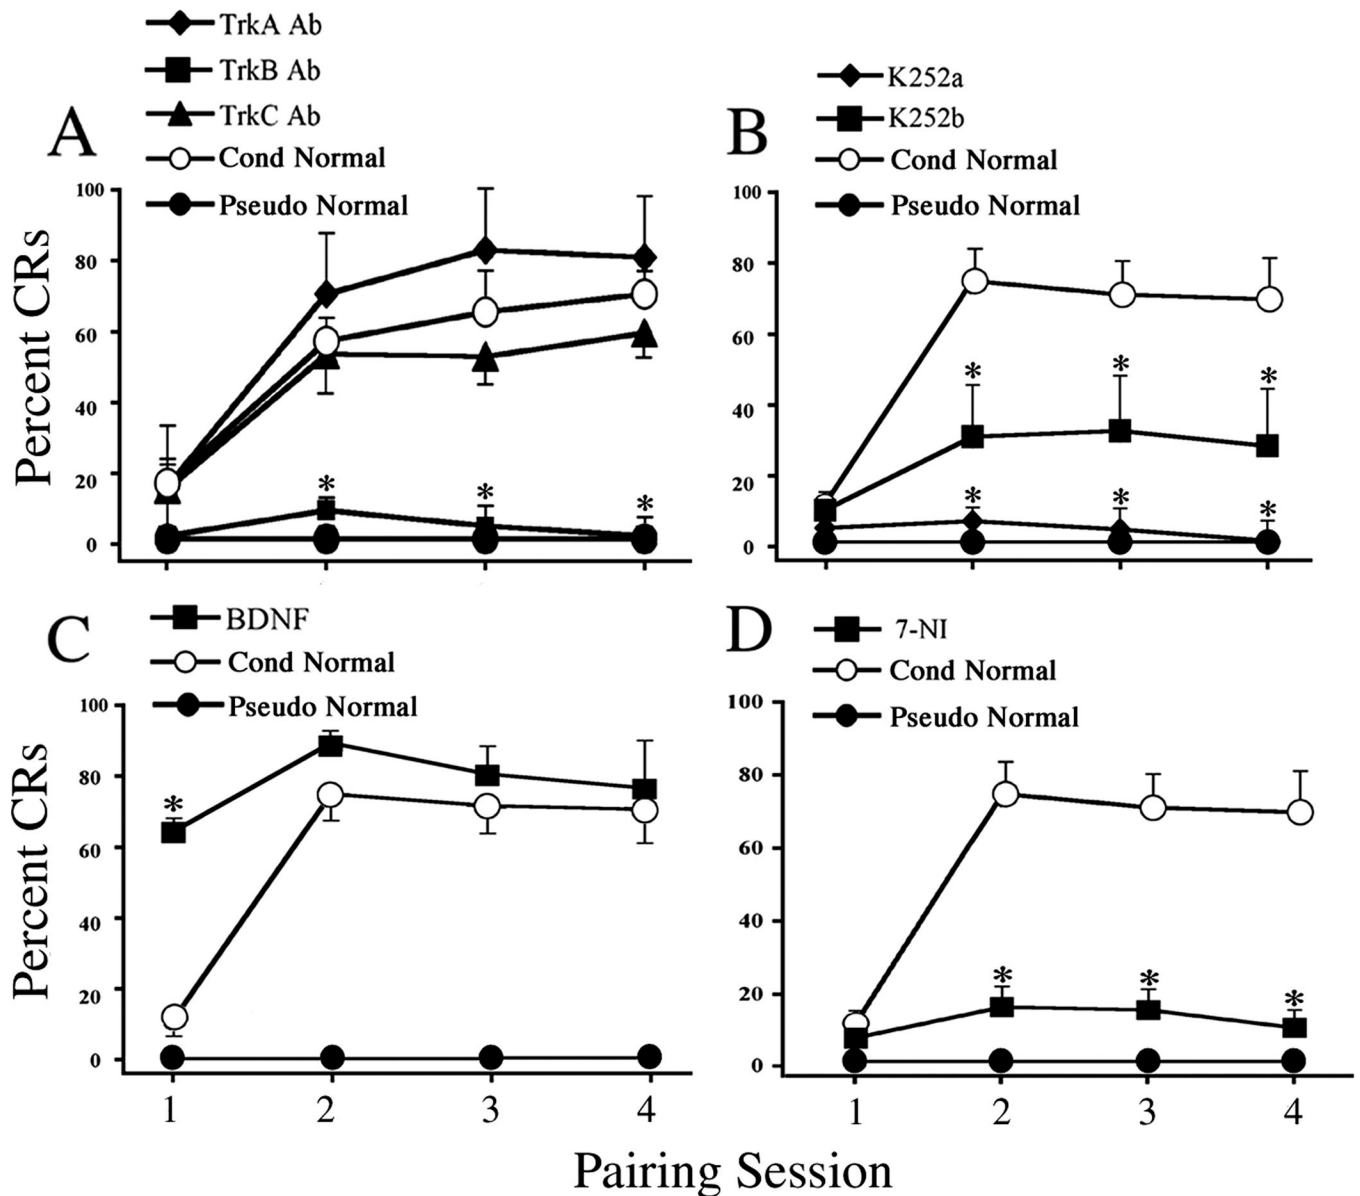 A
TrkA Ab
TrkB Ab
TrkC Ab
Cond Normal
Pseudo Normal
Percent CRs
100
80
60
40
20
0
*
*
*
B
K252a
K252b
Cond Normal
Pseudo Normal
100
80
60
40
20
0
*
*
*
*
*
*
C
BDNF
Cond Normal
Pseudo Normal
Percent CRs
100
80
60
40
20
0
*
1 2 3 4
D
7-NI
Cond Normal
Pseudo Normal
100
80
60
40
20
0
*
*
*
1 2 3 4
Pairing Session